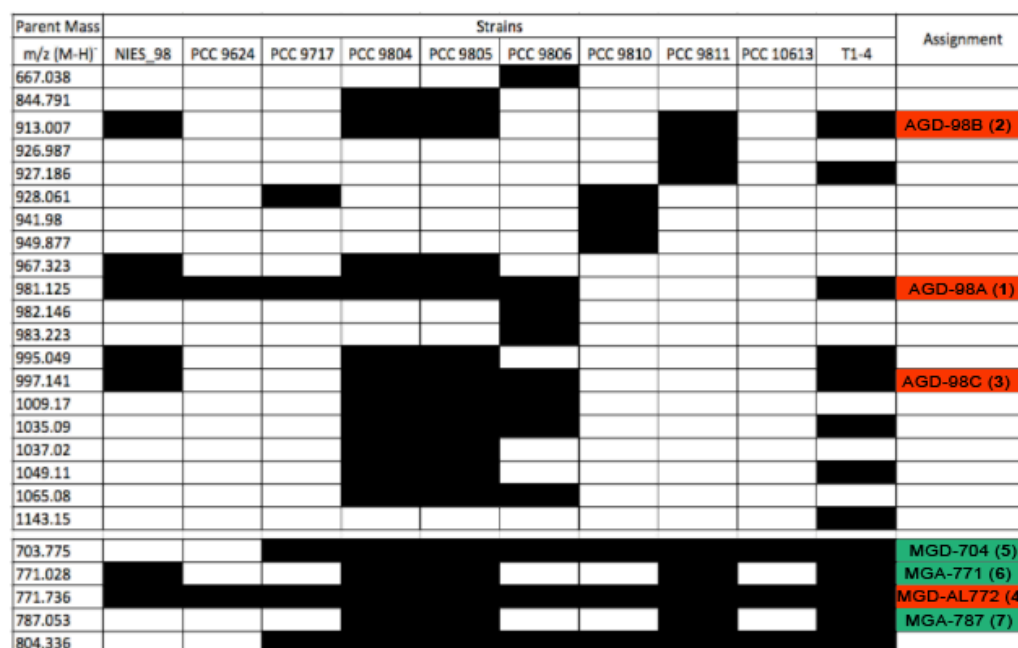 Parent Mass Strains Assignment
m/z (M-H)- NIES_98 PCC 9624 PCC 9717 PCC 9804 PCC 9805 PCC 9806 PCC 9810 PCC 9811 PCC 10613 T1-4
667.038
844.791
913.007 AGD-98B (2)
926.987
927.186
928.061
941.98
949.877
967.323
981.125 AGD-98A (1)
982.146
983.223
995.049
997.141 AGD-98C (3)
1009.17
1035.09
1037.02
1049.11
1065.08
1143.15
703.775 MGD-704 (5)
771.028 MGA-771 (6)
771.736 MGD-AL772 (4
787.053 MGA-787 (7)
804.336